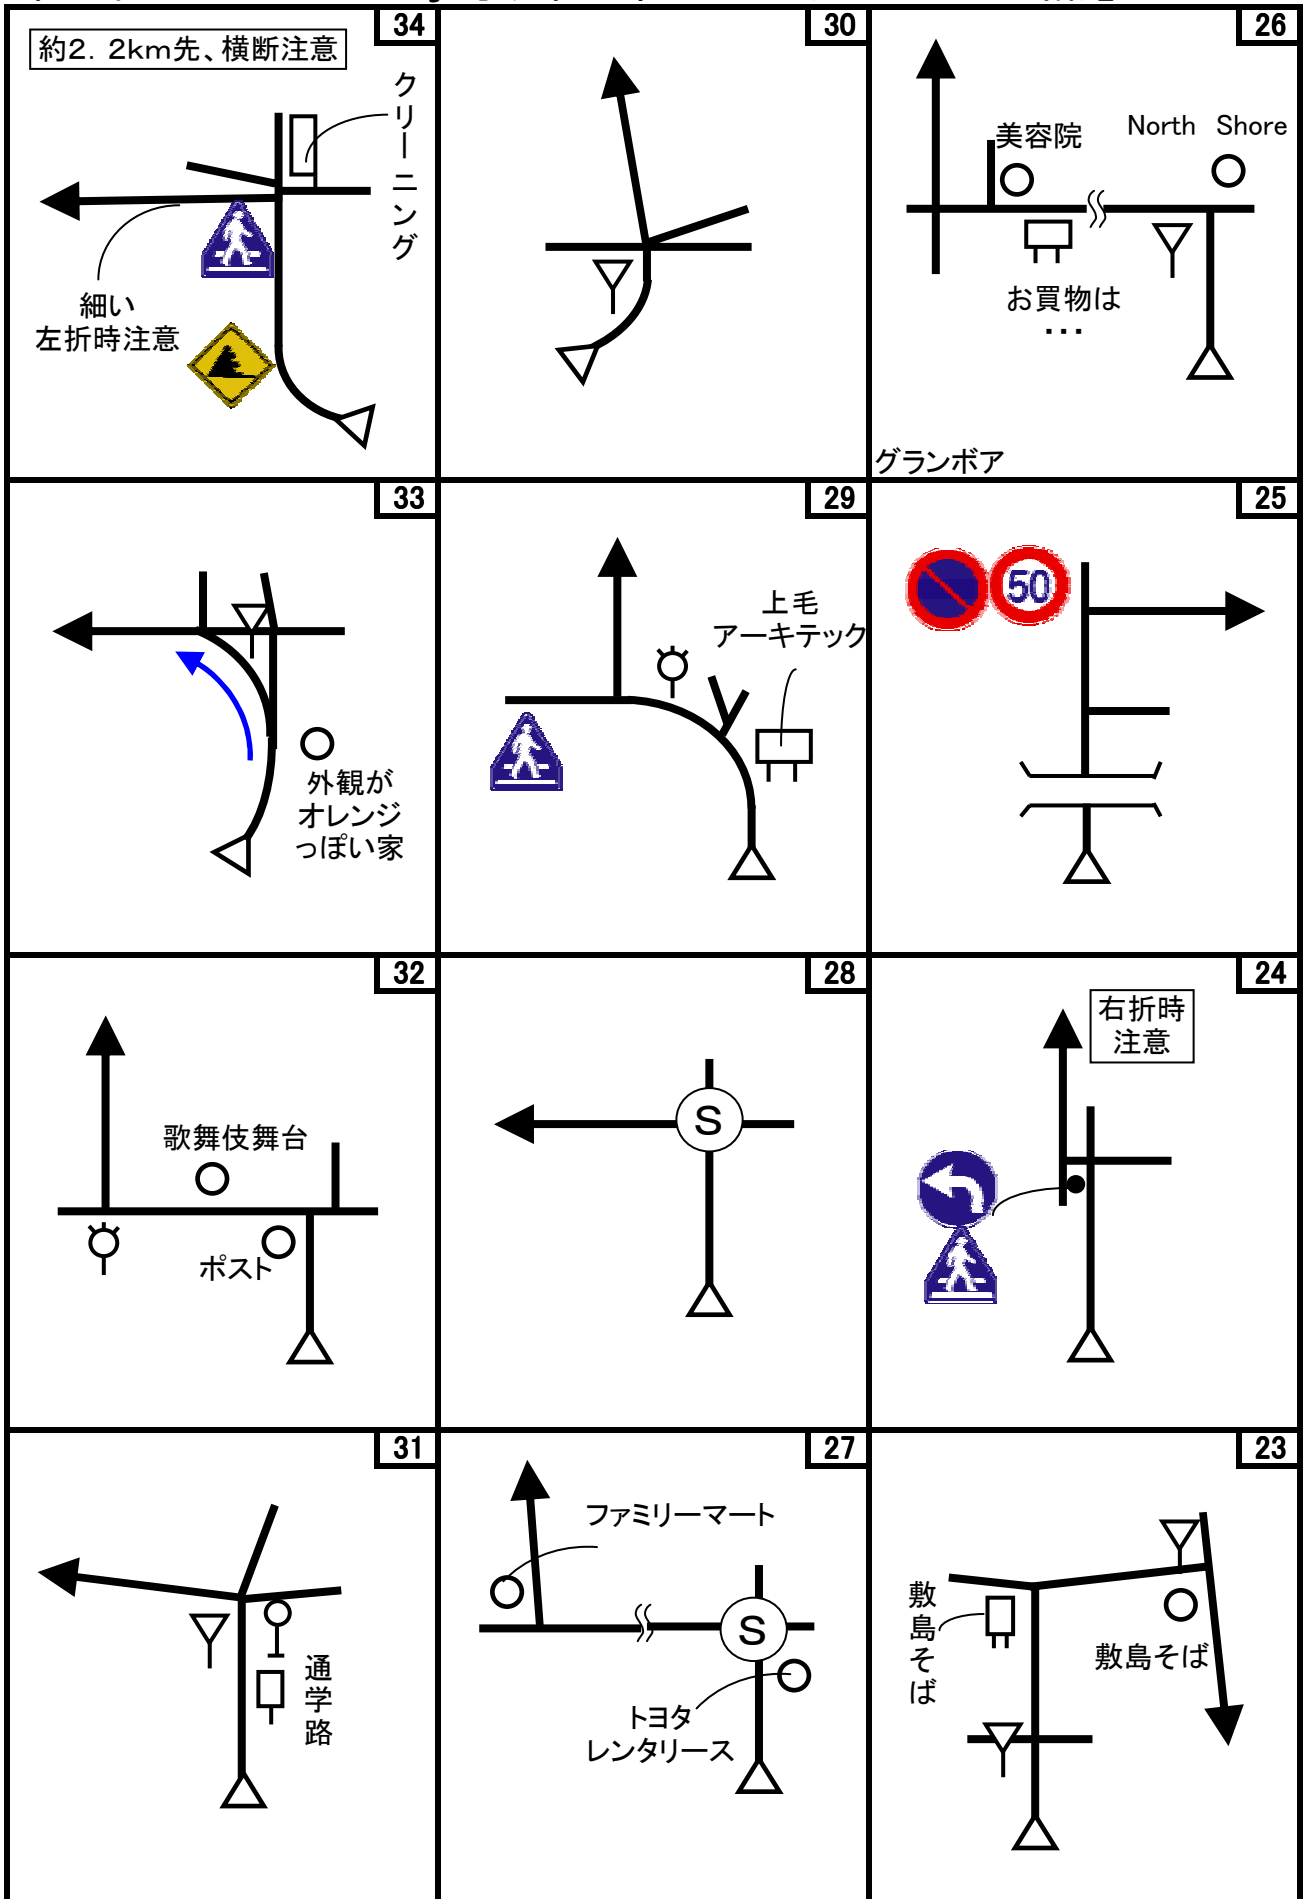 34
約2．2km先、横断注意
クリーニング
細い
左折時注意
30
26
美容院
North Shore
お買物は
・・・
グランボア
33
外観が
オレンジ
っぽい家
29
上毛
アーキテック
25
50
32
歌舞伎舞台
ポスト
28
S
24
右折時
注意
31
通学路
27
ファミリーマート
S
トヨタ
レンタリース
23
敷島そば
敷島そば